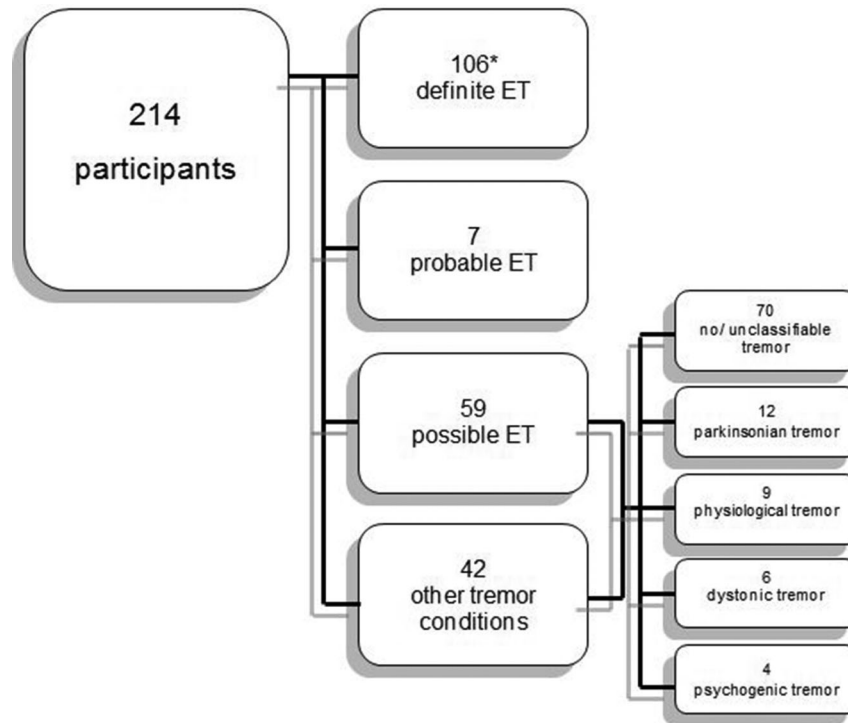 214
participants
106*
definite ET
7
probable ET
59
possible ET
42
other tremor
conditions
70
no/ unclassifiable
tremor
12
parkinsonian tremor
9
physiological tremor
6
dystonic tremor
4
psychogenic tremor